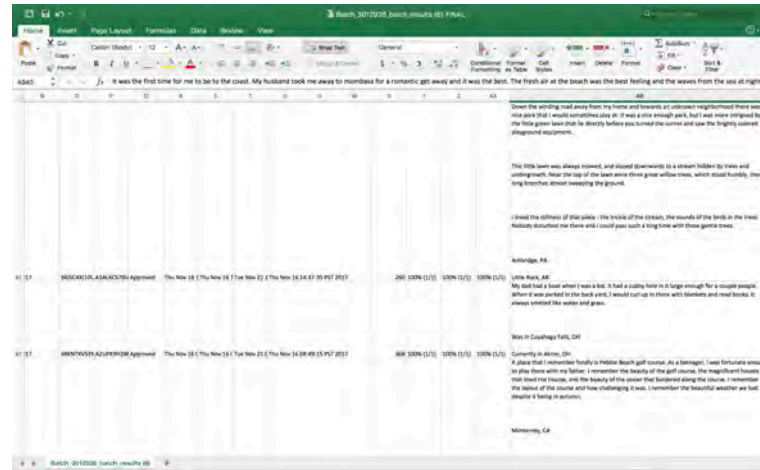 Batch_3012928_batch_results (6) FINAL
Home Insert Page Layout Formulas Data Review View
Cut
Copy
Format
Paste
Calibri (Body) 12
Wrap Text
General
Conditional Formatting
Format as Table
Cell Styles
Insert Delete Format
AutoSum
Fill
Clear
Sort & Filter
fx It was the first time for me to be to the coast. My husband took me away to mombasa for a romantic get away and it was the best. The fresh air at the beach was the best feeling and the waves from the sea at night
Down the winding road away from my home and towards an unknown neighborhood there was
nice park that I would sometimes play at. It was a nice enough park, but I was more intrigued by
the little green lawn that lie directly before you turned the corner and saw the brightly colored
playground equipment.
This little lawn was always mowed, and sloped downwards to a stream hidden by trees and
undergrowth. Near the top of the lawn were three great willow trees, which stood humbly, their
long branches almost sweeping the ground.
I loved the stillness of that place - the trickle of the stream, the sounds of the birds in the trees.
Nobody disturbed me there and I could pass such a long time with those gentle trees.
Ambridge, PA
Approved Thu Nov 16 Thu Nov 16 Tue Nov 21 Thu Nov 16 14:37:35 PST 2017 260 100% (1/1) 100% (1/1) 100% (1/1) Little Rock, AR
My dad had a boat when I was a kid. It had a cubby hole in it large enough for a couple people.
When it was parked in the back yard, I would curl up in there with blankets and read books. It
always smelled like water and grass.
Was in Cuyahoga Falls, OH
Approved Thu Nov 16 Thu Nov 16 Tue Nov 21 Thu Nov 16 08:49:15 PST 2017 100% (1/1) 100% (1/1) 100% (1/1) Currently in Akron, OH
A place that I remember fondly is Pebble Beach golf course. As a teenager, I was fortunate enough
to play there with my father. I remember the beauty of the golf course, the magnificent houses
that lined the course, and the beauty of the ocean that bordered along the course. I remember
the layout of the course and how challenging it was. I remember the beautiful weather we had
despite it being in autumn.
Monterrey, CA
Batch_3012928_batch_results (6)